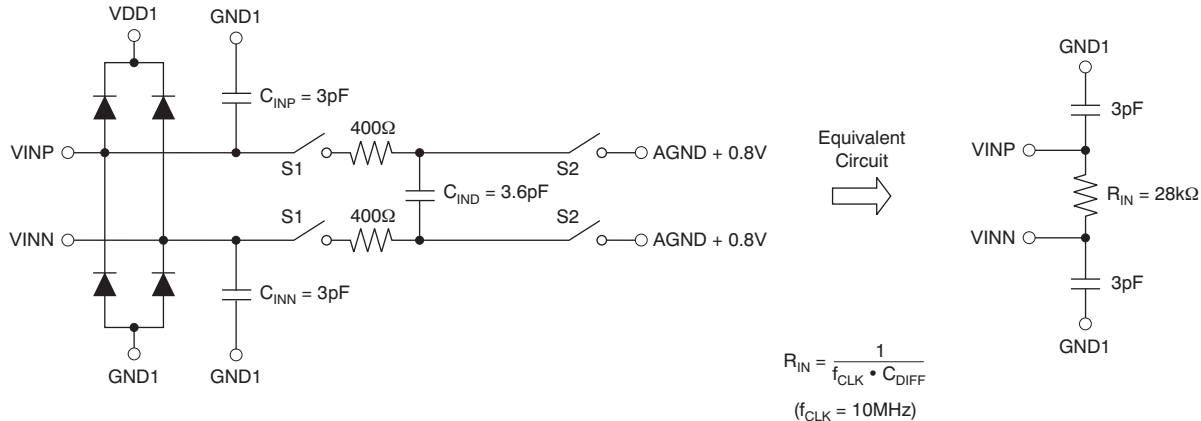 VDD1
GND1
C_INP = 3pF
400Ω
VINP
S1
S2
AGND + 0.8V
C_IND = 3.6pF
400Ω
S1
S2
VINN
AGND + 0.8V
C_INN = 3pF
GND1
GND1
Equivalent
Circuit
GND1
3pF
VINP
R_IN = 28kΩ
VINN
3pF
GND1
R_IN = 1 / f_CLK • C_DIFF
(f_CLK = 10MHz)